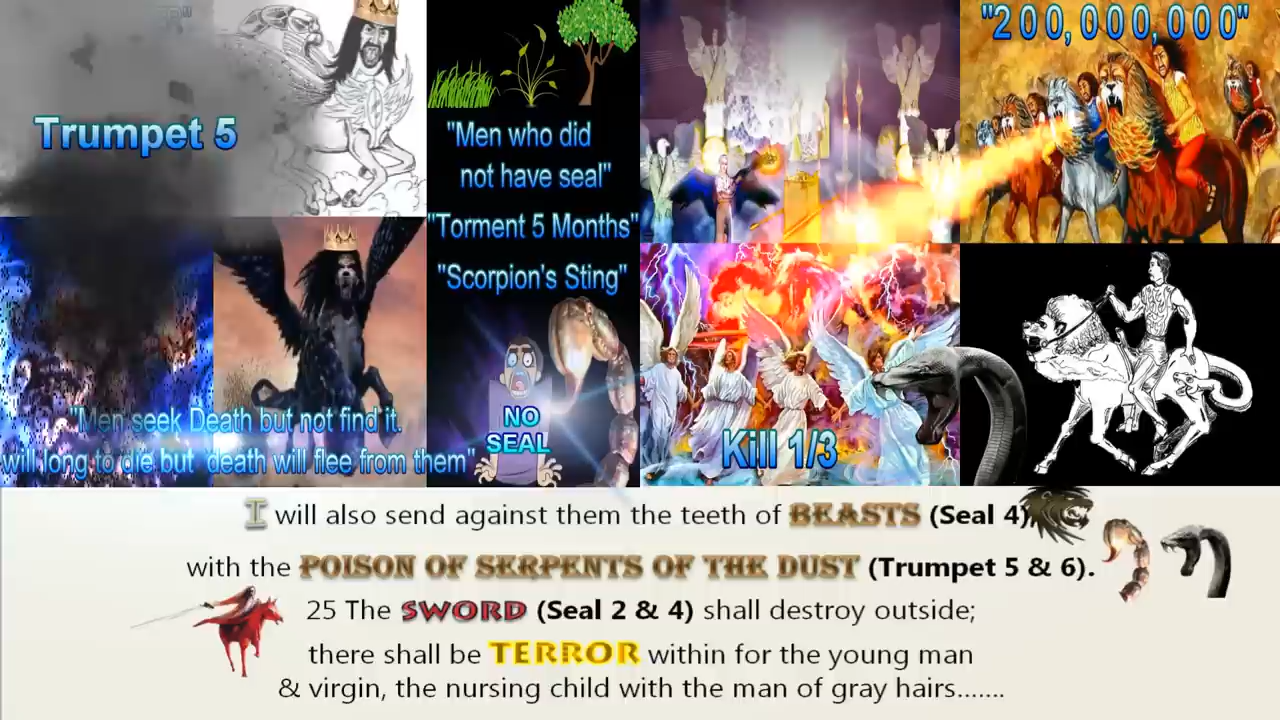 Trumpet 5
"Men seek Death but not find it.
will long to die but death will flee from them"
"Men who did
not have seal"
"Torment 5 Months"
"Scorpion's Sting"
NO
SEAL
"200,000,000"
Kill 1/3
I will also send against them the teeth of BEASTS (Seal 4)
with the POISON OF SERPENTS OF THE DUST (Trumpet 5 & 6).
25 The SWORD (Seal 2 & 4) shall destroy outside;
there shall be TERROR within for the young man
& virgin, the nursing child with the man of gray hairs.......